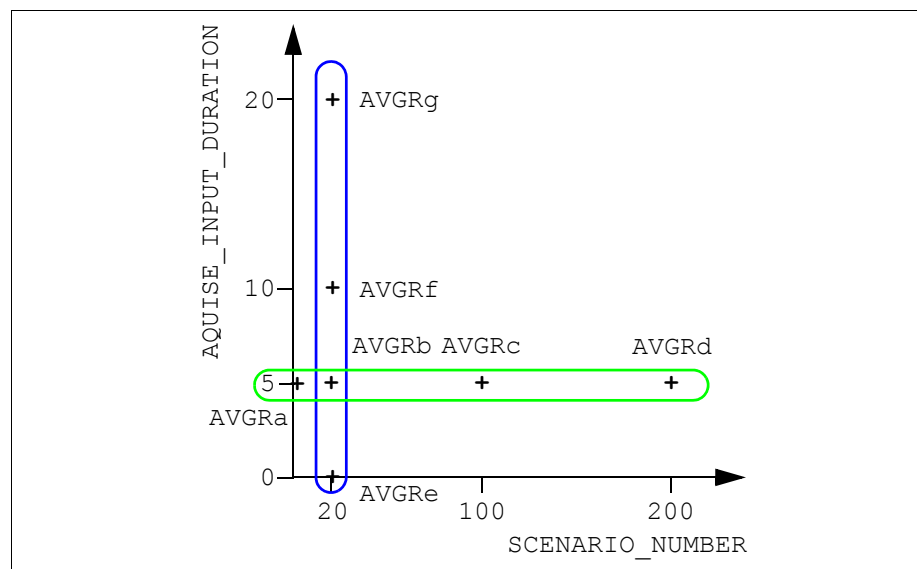 AQUISE_INPUT_DURATION
20
AVGRg
10
AVGRf
AVGRb
AVGRc
AVGRd
5
AVGRa
0
AVGRe
20
100
200
SCENARIO_NUMBER